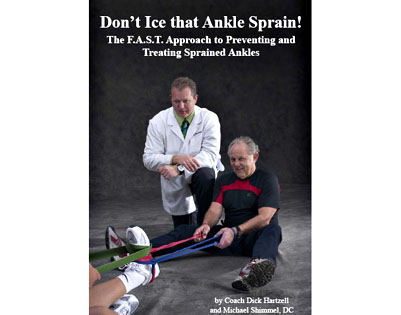 Don't Ice that Ankle Sprain!
The F.A.S.T. Approach to Preventing and
Treating Sprained Ankles
by Coach Dick Hartzell
and Michael Shimmel, DC